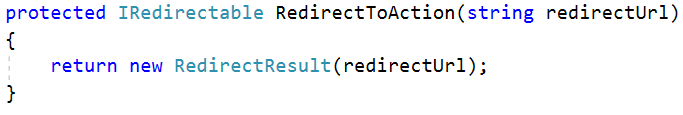 protected IRedirectable RedirectToAction(string redirectUrl)
{
    return new RedirectResult(redirectUrl);
}